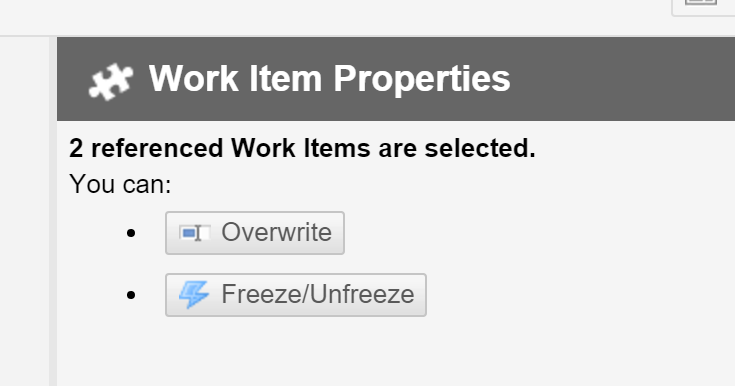 Work Item Properties
2 referenced Work Items are selected.
You can:
Overwrite
Freeze/Unfreeze